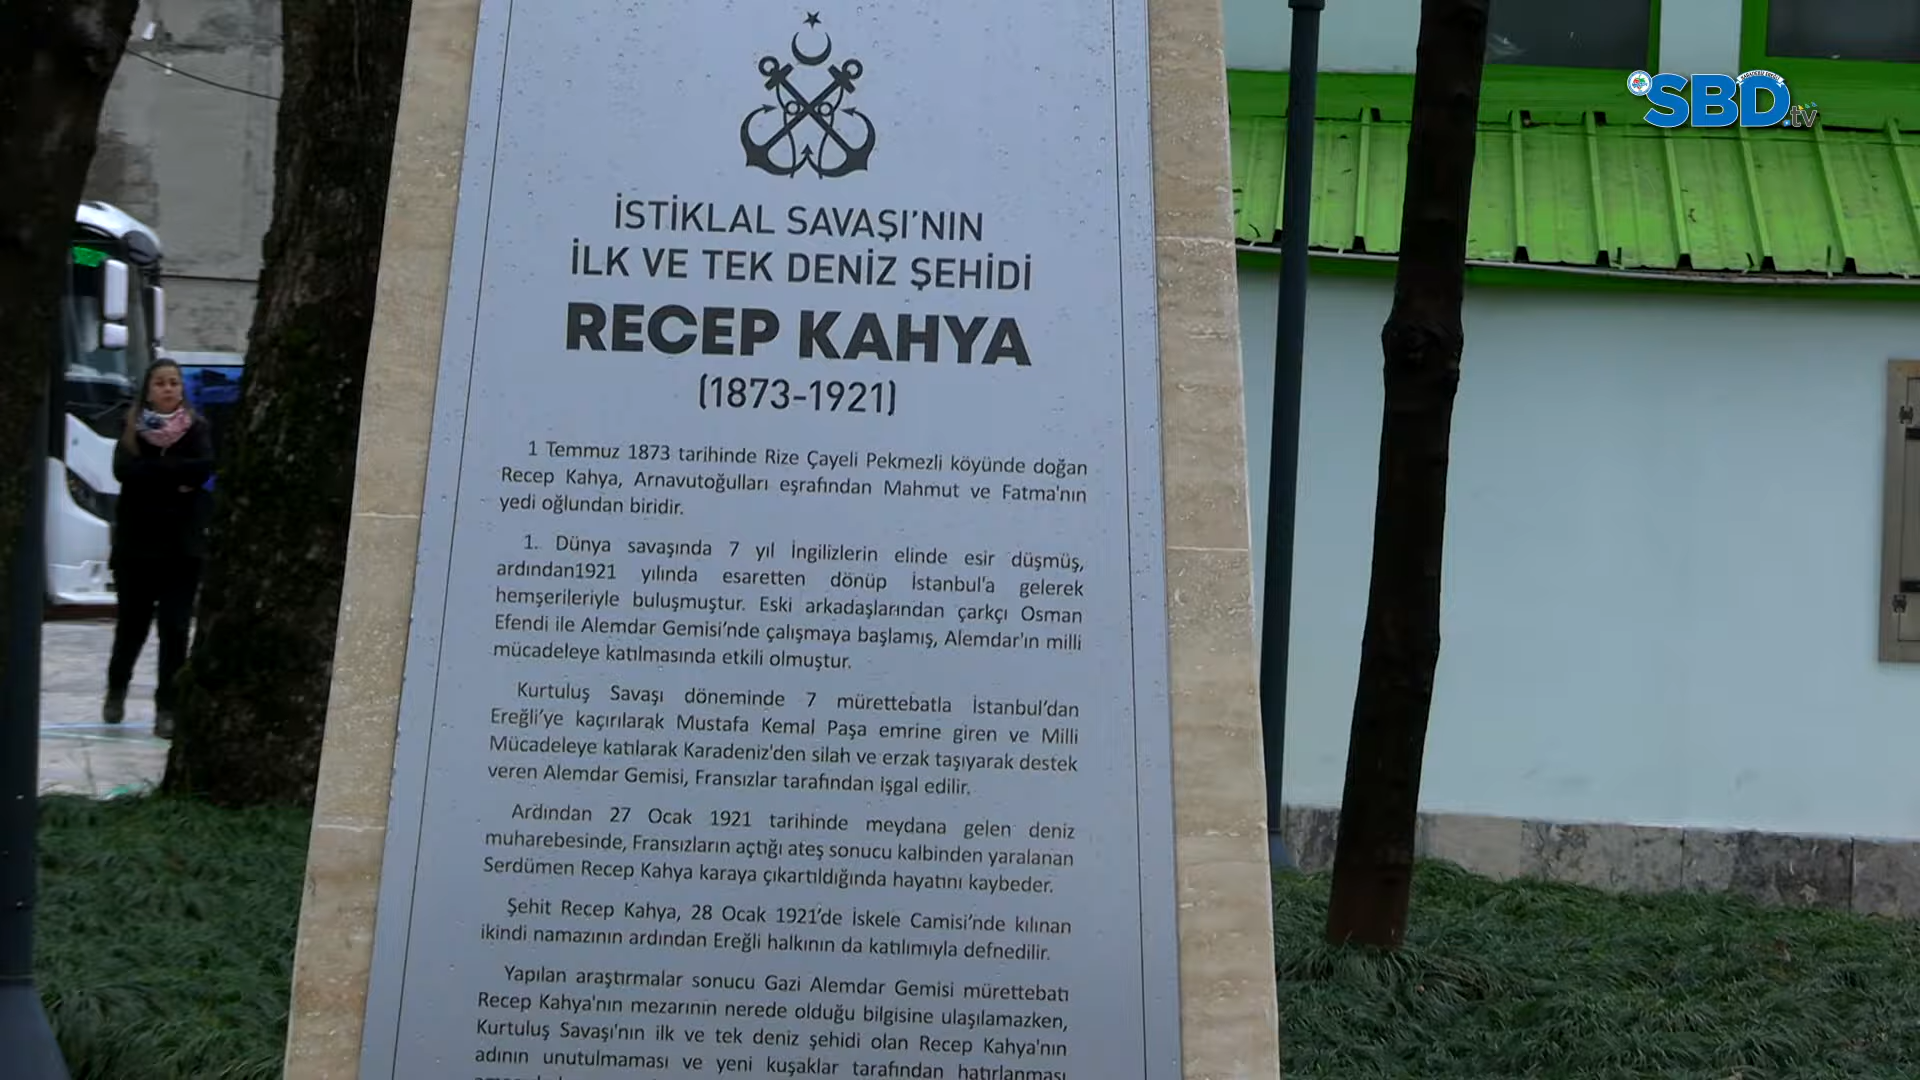 SBD.tv
İSTİKLAL SAVAŞI'NIN
İLK VE TEK DENİZ ŞEHİDİ
RECEP KAHYA
(1873-1921)
1 Temmuz 1873 tarihinde Rize Çayeli Pekmezli köyünde doğan
Recep Kahya, Arnavutoğulları eşrafından Mahmut ve Fatma'nın
yedi oğlundan biridir.
1. Dünya savaşında 7 yıl İngilizlerin elinde esir düşmüş,
ardından1921 yılında esaretten dönüp İstanbul'a gelerek
hemşerileriyle buluşmuştur. Eski arkadaşlarından çarkçı Osman
Efendi ile Alemdar Gemisi'nde çalışmaya başlamış, Alemdar'ın milli
mücadeleye katılmasında etkili olmuştur.
Kurtuluş Savaşı döneminde 7 mürettebatla İstanbul'dan
Ereğli'ye kaçırılarak Mustafa Kemal Paşa emrine giren ve Milli
Mücadeleye katılarak Karadeniz'den silah ve erzak taşıyarak destek
veren Alemdar Gemisi, Fransızlar tarafından işgal edilir.
Ardından 27 Ocak 1921 tarihinde meydana gelen deniz
muharebesinde, Fransızların açtığı ateş sonucu kalbinden yaralanan
Serdümen Recep Kahya karaya çıkartıldığında hayatını kaybeder.
Şehit Recep Kahya, 28 Ocak 1921'de İskele Camisi'nde kılınan
ikindi namazının ardından Ereğli halkının da katılımıyla defnedilir.
Yapılan araştırmalar sonucu Gazi Alemdar Gemisi mürettebatı
Recep Kahya'nın mezarının nerede olduğu bilgisine ulaşılamazken,
Kurtuluş Savaşı'nın ilk ve tek deniz şehidi olan Recep Kahya'nın
adının unutulmaması ve yeni kuşaklar tarafından hatırlanması